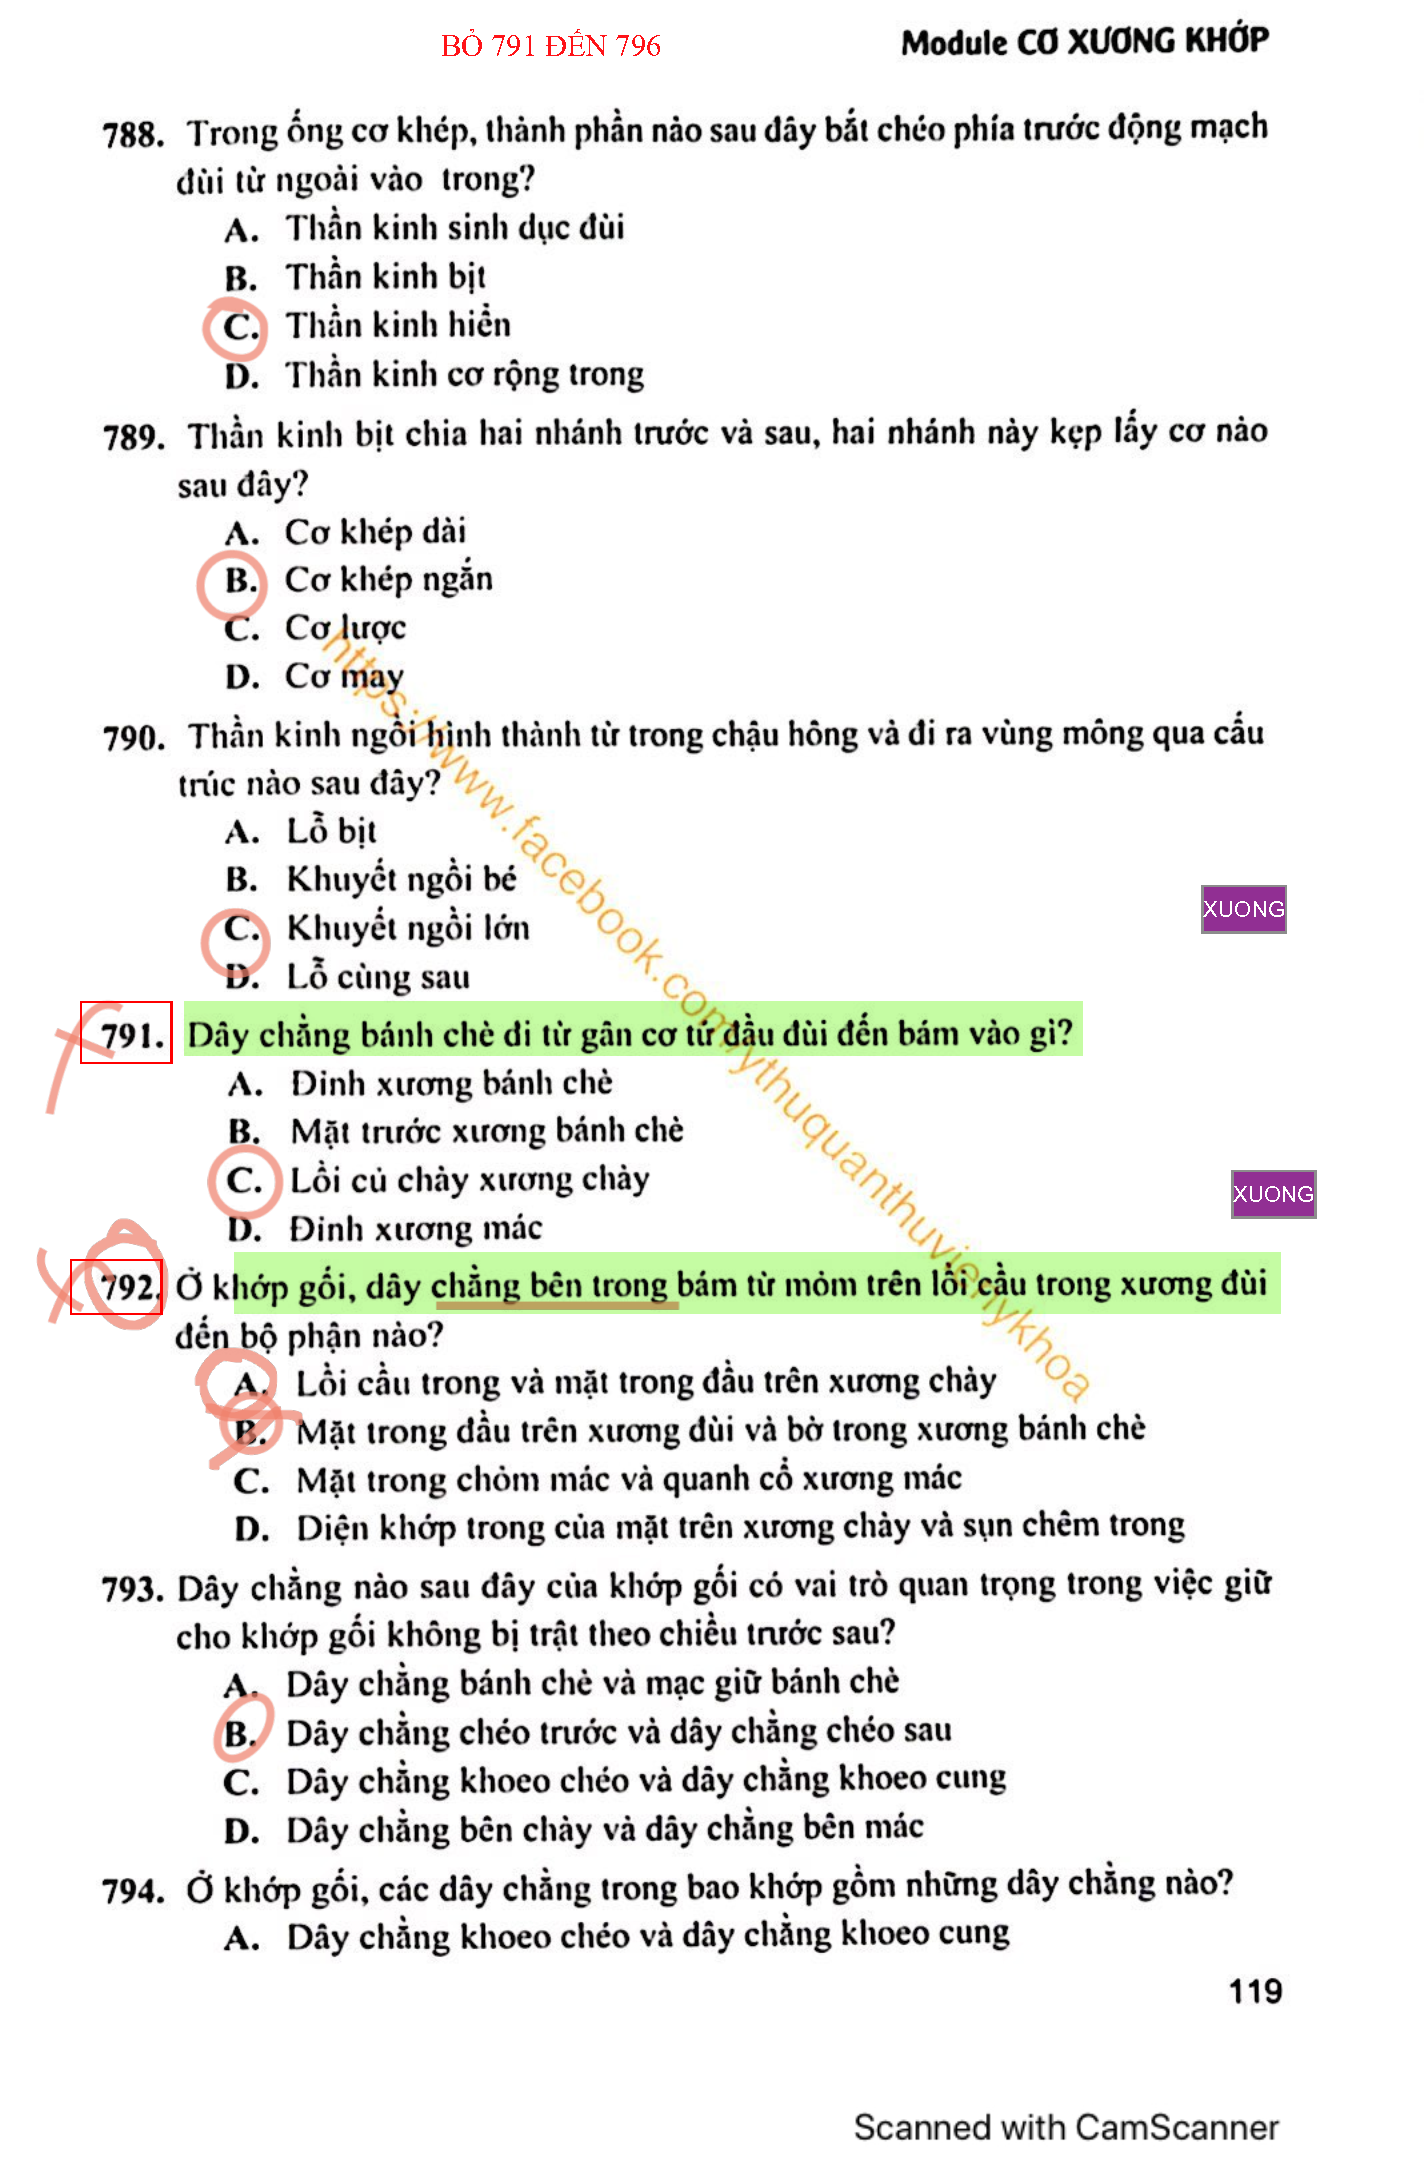 BỎ 791 ĐẾN 796
Module CƠ XƯƠNG KHỚP
788. Trong ống cơ khép, thành phần nào sau đây bắt chéo phía trước động mạch
đùi từ ngoài vào trong?
A. Thần kinh sinh dục đùi
B. Thần kinh bịt
C. Thần kinh hiển
D. Thần kinh cơ rộng trong
789. Thần kinh bịt chia hai nhánh trước và sau, hai nhánh này kẹp lấy cơ nào
sau đây?
A. Cơ khép dài
B. Cơ khép ngắn
C. Cơ lược
D. Cơ may
790. Thần kinh ngồi hình thành từ trong chậu hông và đi ra vùng mông qua cấu
trúc nào sau đây?
A. Lỗ bịt
B. Khuyết ngồi bé
XUONG
C. Khuyết ngồi lớn
D. Lỗ cùng sau
791. Dây chằng bánh chè đi từ gân cơ tứ đầu đùi đến bám vào gì?
A. Đỉnh xương bánh chè
B. Mặt trước xương bánh chè
C. Lồi củ chày xương chày
XUONG
D. Đỉnh xương mác
792. Ở khớp gối, dây chằng bên trong bám từ mỏm trên lồi cầu trong xương đùi
đến bộ phận nào?
A. Lồi cầu trong và mặt trong đầu trên xương chày
B. Mặt trong đầu trên xương đùi và bờ trong xương bánh chè
C. Mặt trong chỏm mác và quanh cổ xương mác
D. Diện khớp trong của mặt trên xương chày và sụn chêm trong
793. Dây chằng nào sau đây của khớp gối có vai trò quan trọng trong việc giữ
cho khớp gối không bị trật theo chiều trước sau?
A. Dây chằng bánh chè và mạc giữ bánh chè
B. Dây chằng chéo trước và dây chằng chéo sau
C. Dây chằng khoeo chéo và dây chằng khoeo cung
D. Dây chằng bên chày và dây chằng bên mác
794. Ở khớp gối, các dây chằng trong bao khớp gồm những dây chằng nào?
A. Dây chằng khoeo chéo và dây chằng khoeo cung
https://www.facebook.com/ythuquanthuvienykhoa
119
Scanned with CamScanner